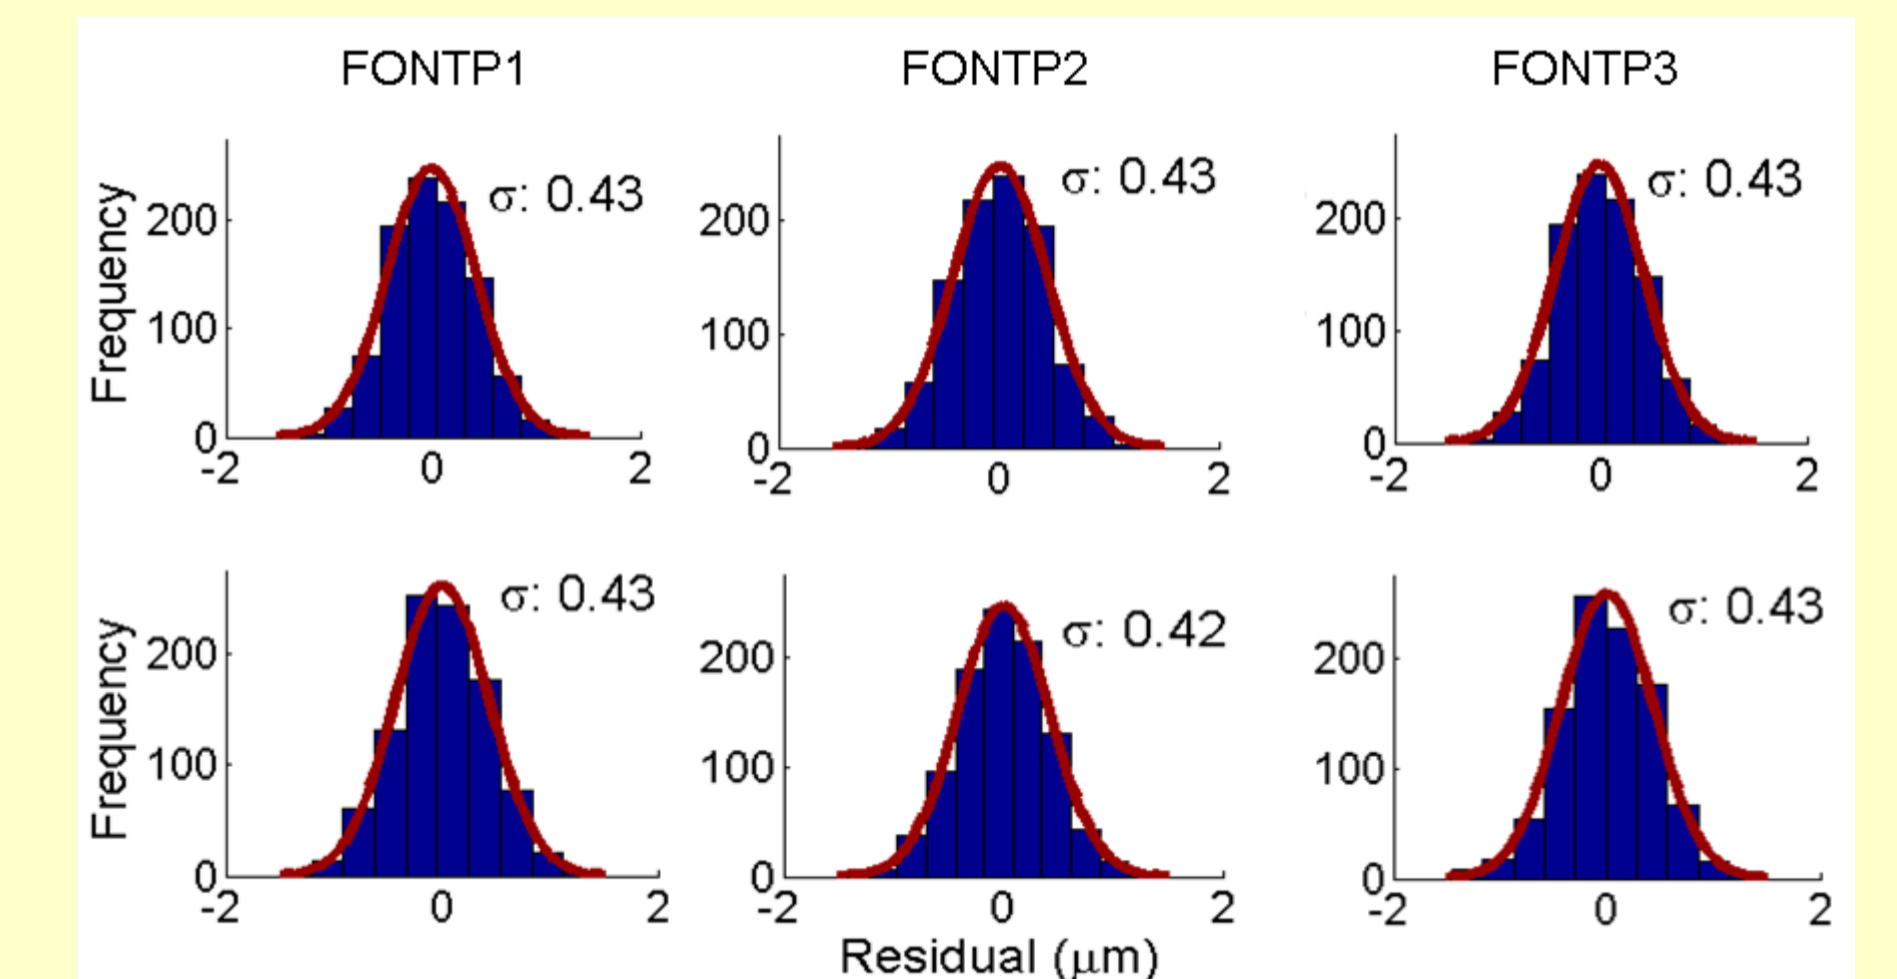 FONTP1 FONTP2 FONTP3
σ: 0.43 σ: 0.43 σ: 0.43
Frequency
200 200 200
100 100 100
0 0 0
-2 0 2 -2 0 2 -2 0 2
σ: 0.43 σ: 0.42 σ: 0.43
Frequency
200 200 200
100 100 100
0 0 0
-2 0 2 -2 0 2 -2 0 2
Residual (μm)